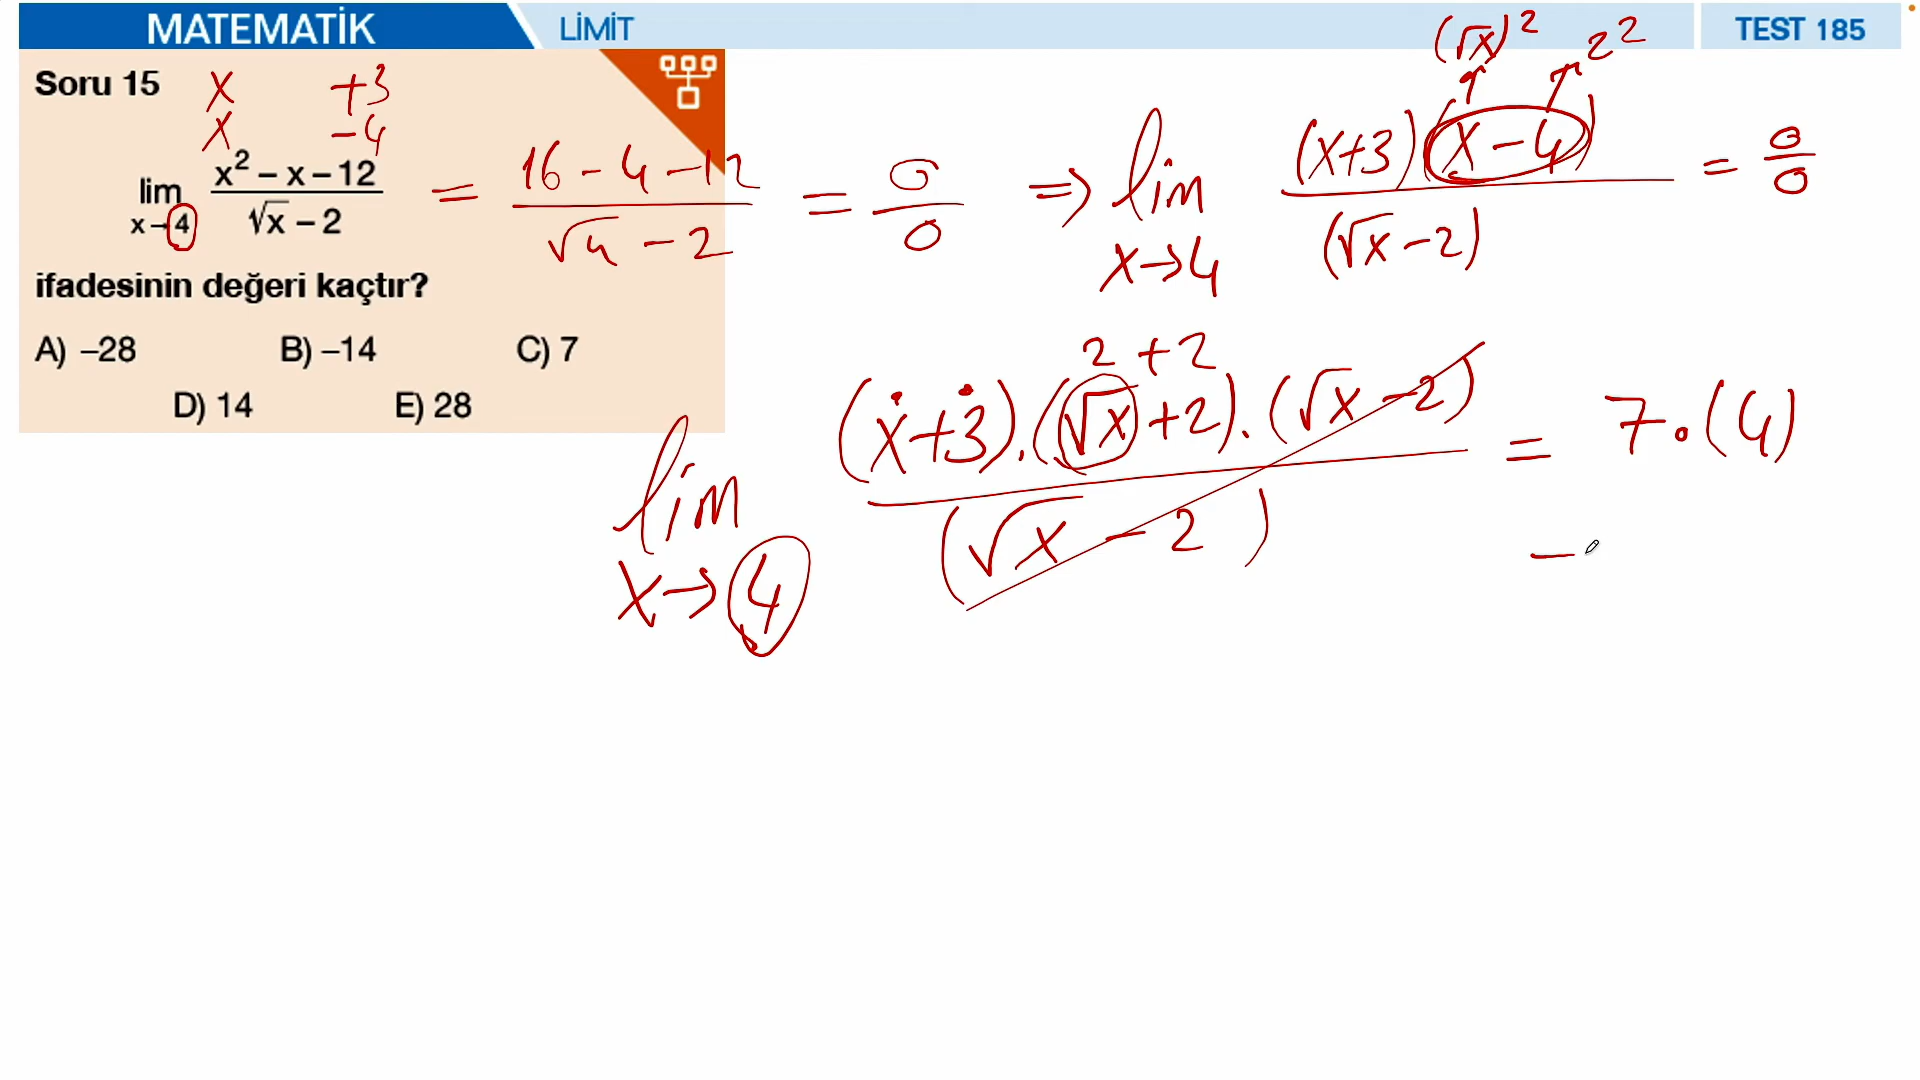 MATEMATİK
LİMİT
TEST 185
Soru 15
x +3
x -4
lim x→4 (x² – x – 12)/(√x – 2) = (16 - 4 - 12)/(√4 - 2) = 0/0 ⇒ lim x→4 ((x+3)(x-4))/((√x-2)) = 0/0
(√x)² 2²
ifadesinin değeri kaçtır?
A) –28 B) –14 C) 7
D) 14 E) 28
2 + 2
lim x→4 ((x+3).(√x+2).(√x-2))/((√x-2)) = 7.(4)